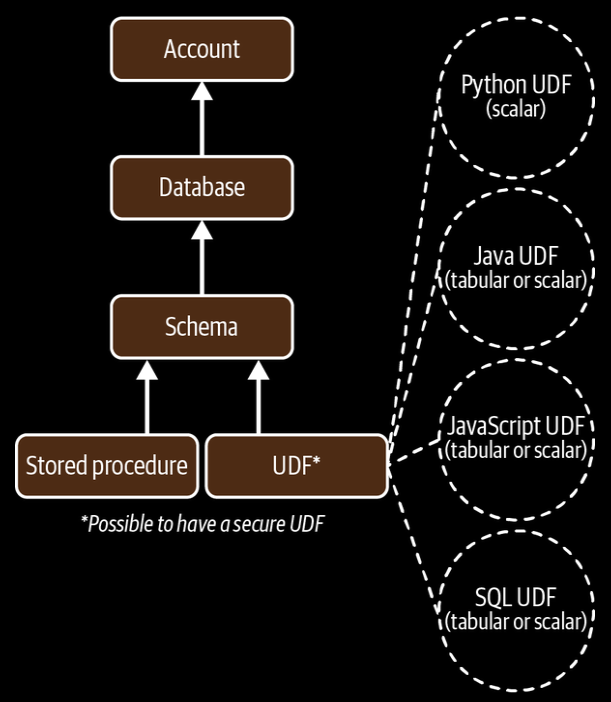 Account
Database
Schema
Stored procedure
UDF*
*Possible to have a secure UDF
Python UDF
(scalar)
Java UDF
(tabular or scalar)
JavaScript UDF
(tabular or scalar)
SQL UDF
(tabular or scalar)